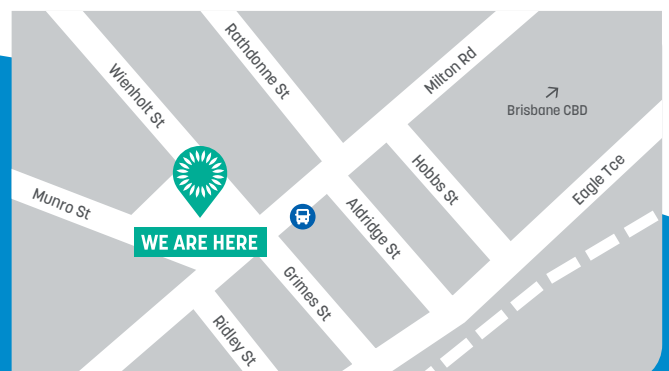 Rathdonne St
Milton Rd
Wienholt St
Brisbane CBD
Hobbs St
Eagle Tce
Munro St
Aldridge St
WE ARE HERE
Grimes St
Ridley St